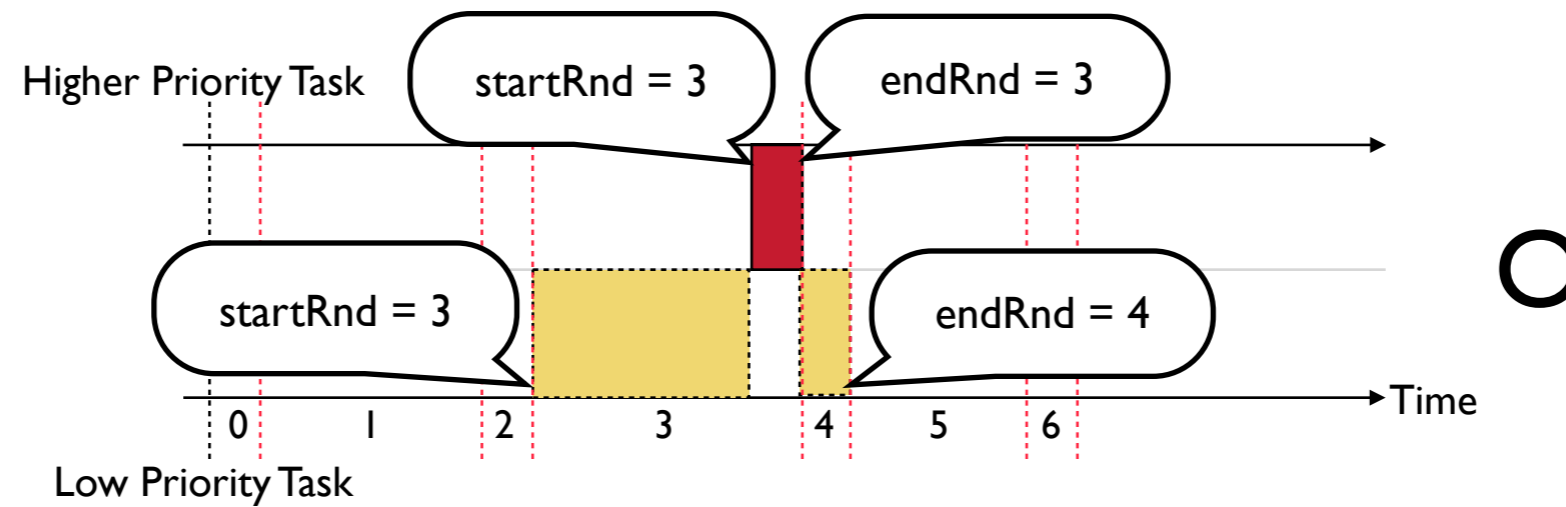 Higher Priority Task
startRnd = 3
endRnd = 3
startRnd = 3
endRnd = 4
Time
0 1 2 3 4 5 6
Low Priority Task
O